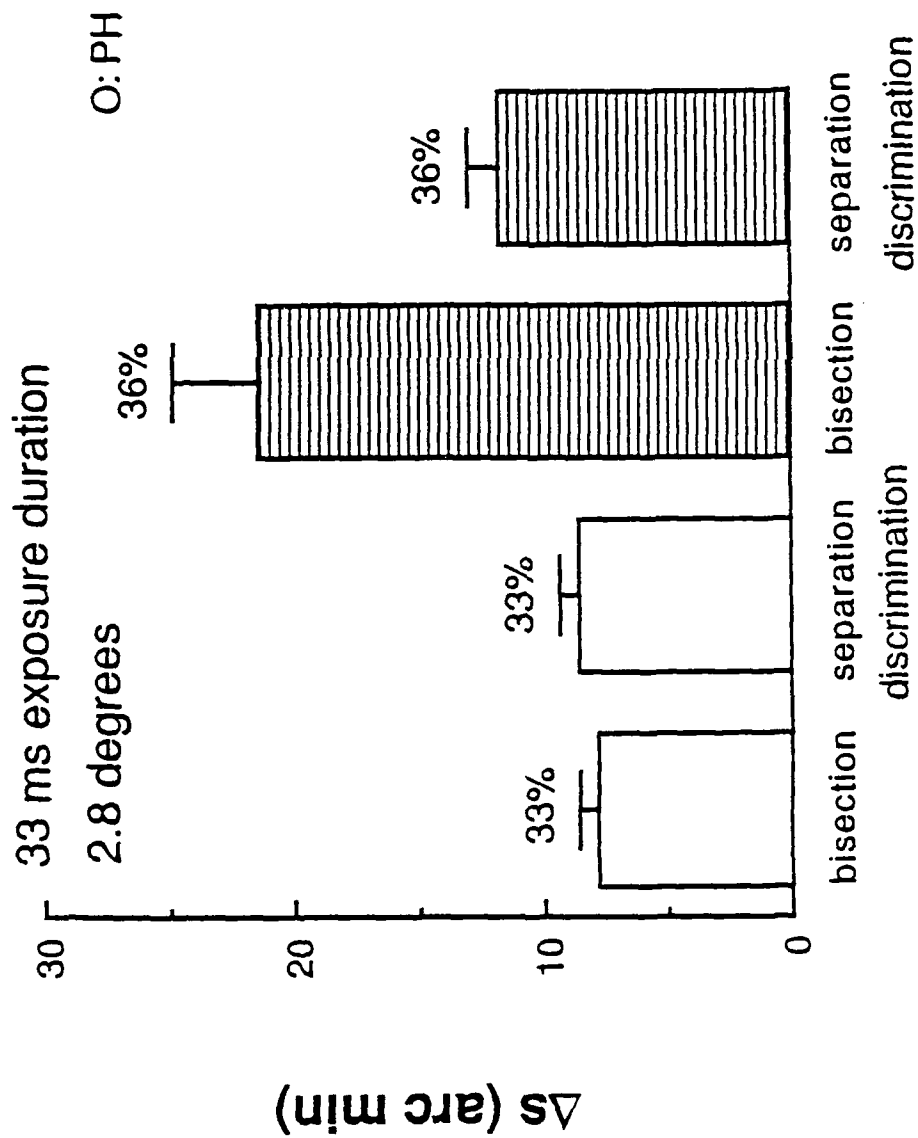 33 ms exposure duration
2.8 degrees
O: PH
Δs (arc min)
30
20
10
0
33%
33%
36%
36%
bisection
separation
discrimination
bisection
separation
discrimination